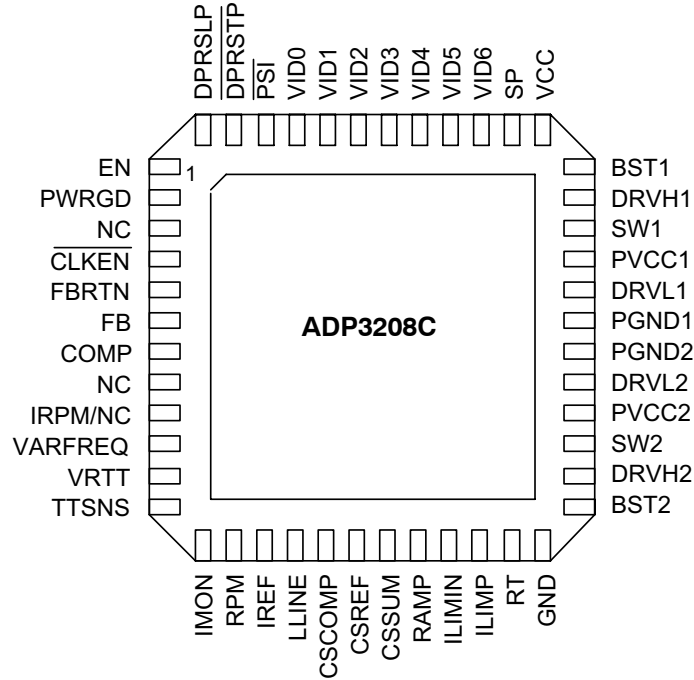 DPRSLP
DPRSTP
PSI
VID0
VID1
VID2
VID3
VID4
VID5
VID6
SP
VCC
EN
PWRGD
NC
CLKEN
FBRTN
FB
COMP
NC
IRPM/NC
VARFREQ
VRTT
TTSNS
1
ADP3208C
BST1
DRVH1
SW1
PVCC1
DRVL1
PGND1
PGND2
DRVL2
PVCC2
SW2
DRVH2
BST2
IMON
RPM
IREF
LLINE
CSCOMP
CSREF
CSSUM
RAMP
ILIMIN
ILIMP
RT
GND